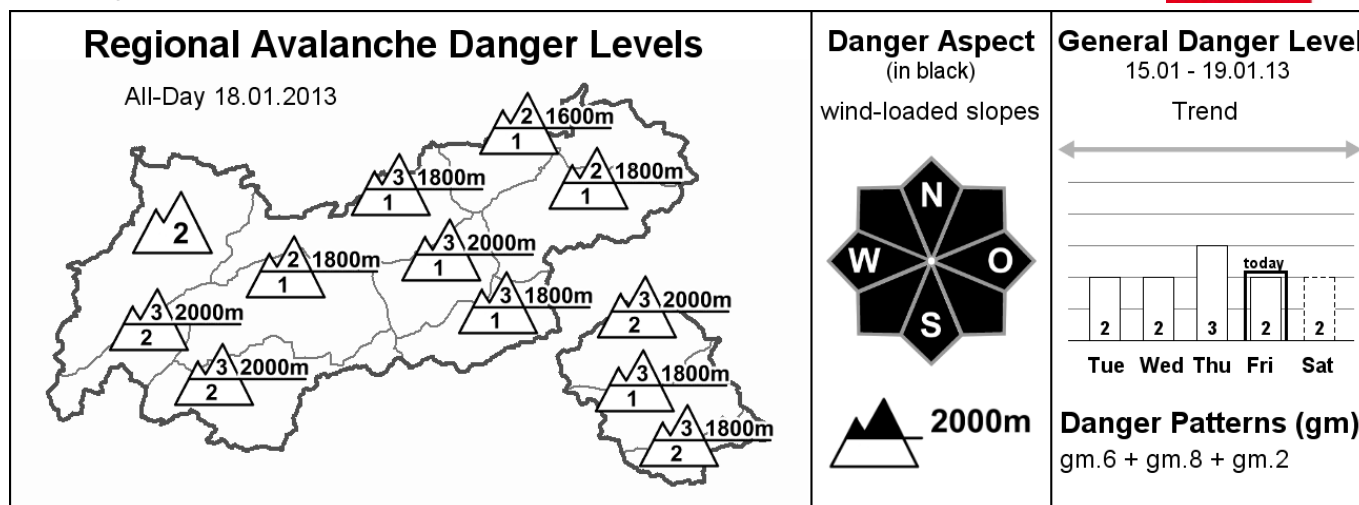 Regional Avalanche Danger Levels
All-Day 18.01.2013
2 1600m
1
2 1800m
1
3 1800m
1
2
3 2000m
1
2 1800m
1
3 1800m
1
3 2000m
2
3 2000m
2
3 2000m
2
3 1800m
1
3 1800m
2
Danger Aspect
(in black)
wind-loaded slopes
N
W O
S
2000m
General Danger Level
15.01 - 19.01.13
Trend
today
2 2 3 2 2
Tue Wed Thu Fri Sat
Danger Patterns (gm)
gm.6 + gm.8 + gm.2